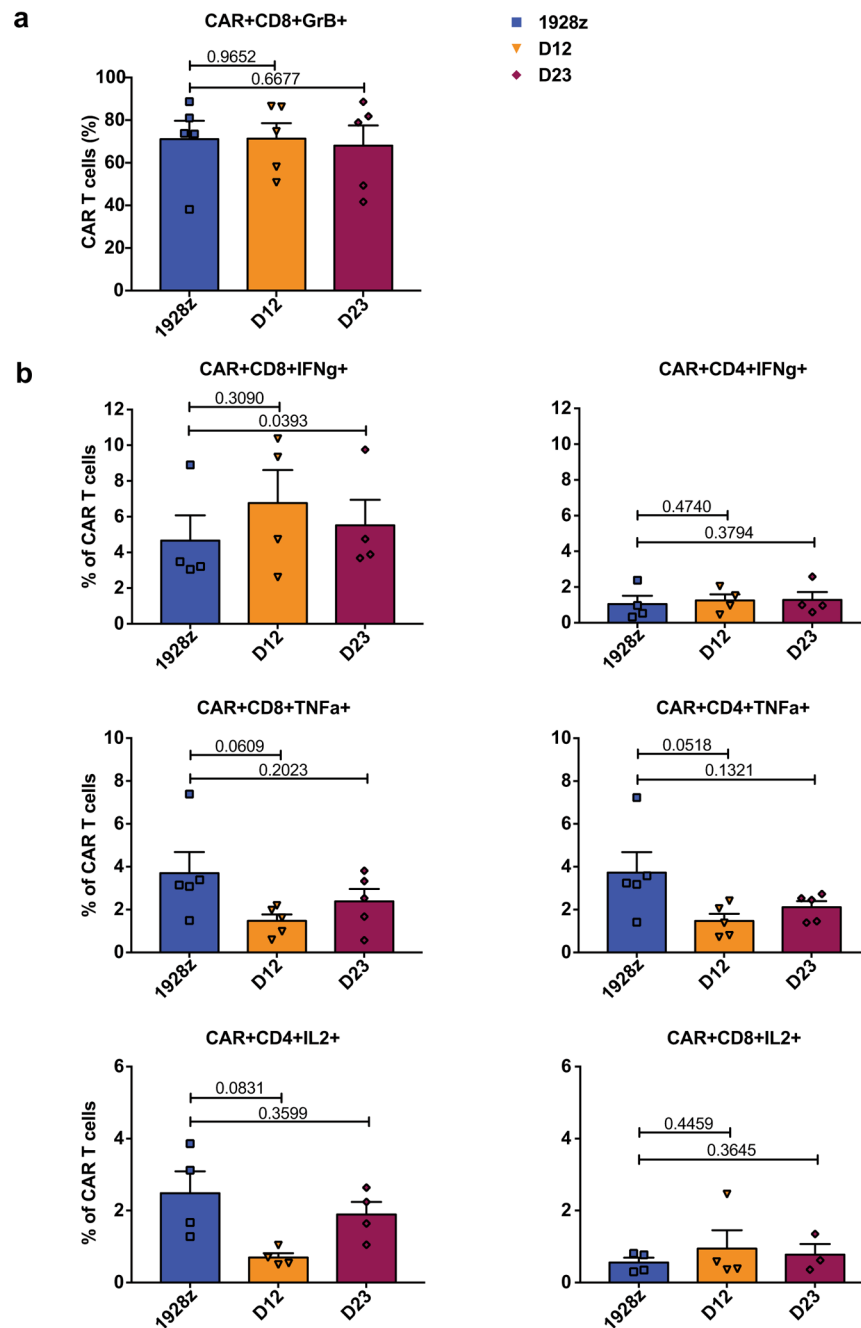 a
CAR+CD8+GrB+
1928z
D12
D23
0.9652
0.6677
CAR T cells (%)
100
80
60
40
20
0
1928z
D12
D23
b
CAR+CD8+IFNg+
0.3090
0.0393
% of CAR T cells
12
10
8
6
4
2
0
1928z
D12
D23
CAR+CD4+IFNg+
0.4740
0.3794
12
10
8
6
4
2
0
1928z
D12
D23
CAR+CD8+TNFa+
0.0609
0.2023
% of CAR T cells
10
8
6
4
2
0
1928z
D12
D23
CAR+CD4+TNFa+
0.0518
0.1321
10
8
6
4
2
0
1928z
D12
D23
CAR+CD4+IL2+
0.0831
0.3599
% of CAR T cells
6
4
2
0
1928z
D12
D23
CAR+CD8+IL2+
0.4459
0.3645
6
4
2
0
1928z
D12
D23